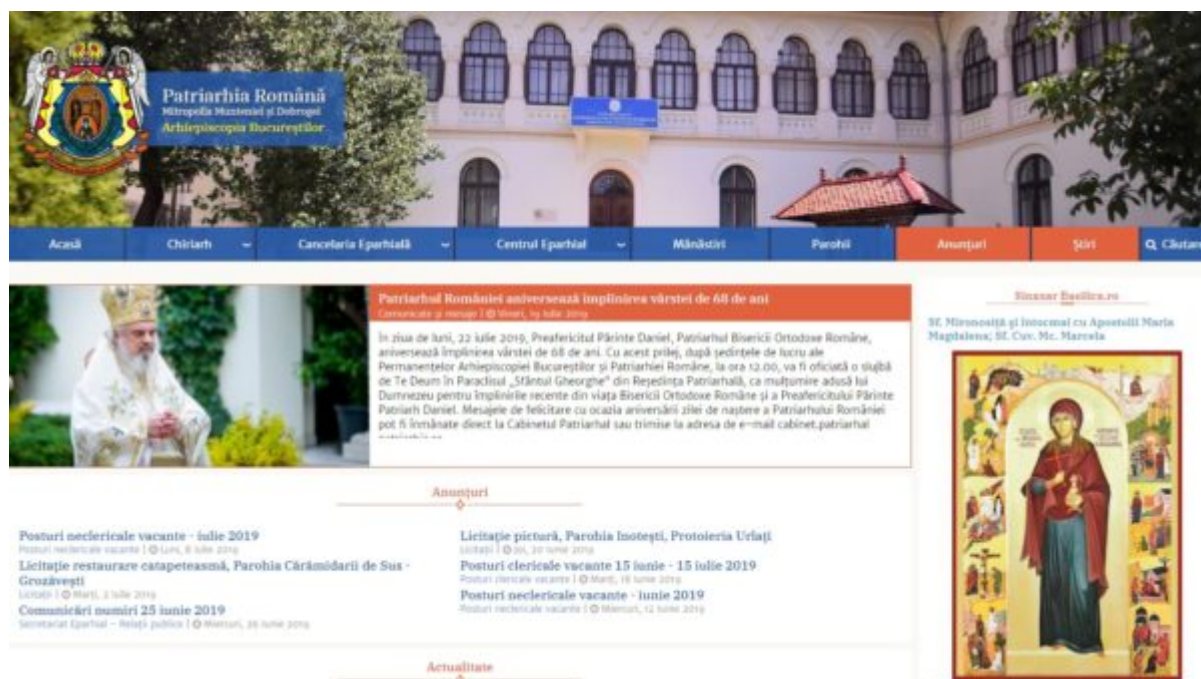 Patriarhia Română
Mitropolia Munteniei și Dobrogei
Arhiepiscopia Bucureștilor
Acasă
Chiriarh
Cancelaria Eparhială
Centrul Eparhial
Mănăstiri
Parohii
Anunțuri
Știri
Căutare
Patriarhul României aniversează împlinirea vârstei de 68 de ani
Comunicate și mesaje | Vineri, 19 iulie 2019
În ziua de luni, 22 iulie 2019, Preafericitul Părinte Daniel, Patriarhul Bisericii Ortodoxe Române,
aniversează împlinirea vârstei de 68 de ani. Cu acest prilej, după ședințele de lucru ale
Permanențelor Arhiepiscopiei Bucureștilor și Patriarhiei Române, la ora 12.00, va fi oficiată o slujbă
de Te Deum în Paraclisul „Sfântul Gheorghe” din Reședința Patriarhală, ca mulțumire adusă lui
Dumnezeu pentru împlinirile recente din viața Bisericii Ortodoxe Române și a Preafericitului Părinte
Patriarh Daniel. Mesajele de felicitare cu ocazia aniversării zilei de naștere a Patriarhului României
pot fi înmânate direct la Cabinetul Patriarhal sau trimise la adresa de e-mail cabinet.patriarhal
Sinaxar Basilica.ro
Sf. Mironosiță și întocmai cu Apostolii Maria
Magdalena; Sf. Cuv. Mc. Marcela
Anunțuri
Posturi neclericale vacante - iulie 2019
Posturi neclericale vacante | Luni, 8 iulie 2019
Licitație restaurare catapeteasmă, Parohia Cărămidarii de Sus -
Grozăvești
Licitații | Marți, 2 iulie 2019
Comunicări numiri 25 iunie 2019
Secretariat Eparhial – Relații publice | Miercuri, 26 iunie 2019
Licitație pictură, Parohia Inotești, Protoieria Urlați
Licitații | Joi, 20 iunie 2019
Posturi clericale vacante 15 iunie - 15 iulie 2019
Posturi clericale vacante | Marți, 18 iunie 2019
Posturi neclericale vacante - iunie 2019
Posturi neclericale vacante | Miercuri, 12 iunie 2019
Actualitate